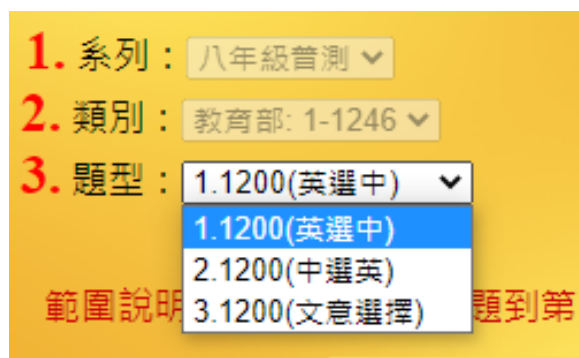 1. 系列：八年級普測
2. 類別：教育部: 1-1246
3. 題型：1.1200(英選中)
1.1200(英選中)
2.1200(中選英)
3.1200(文意選擇)
範圍說明 題到第